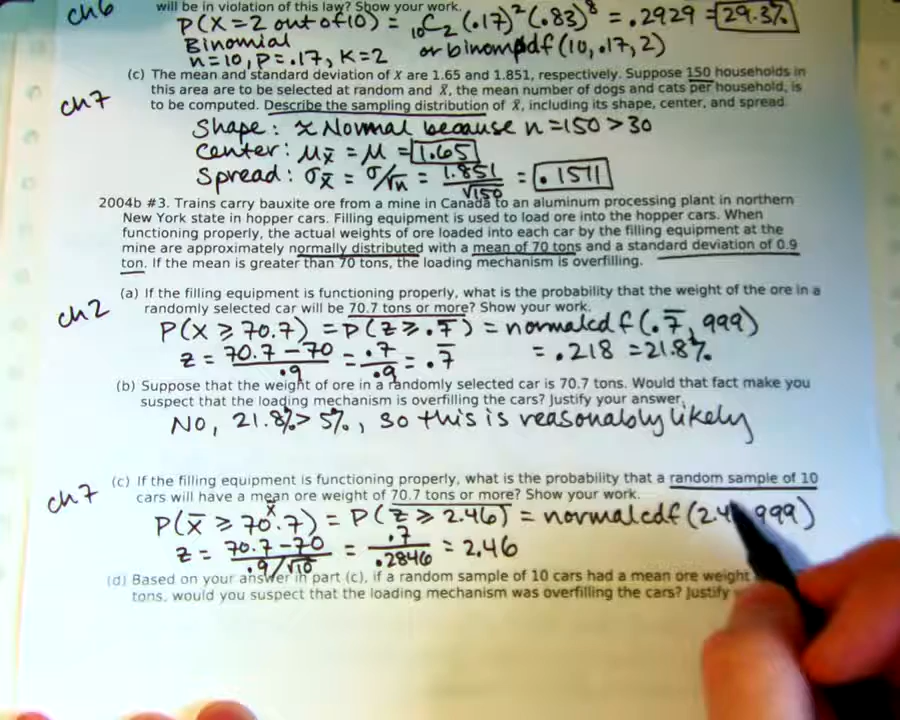 ch6
will be in violation of this law? Show your work.
P(X=2 out of 10) = ₁₀C₂ (.17)² (.83)⁸ = .2929 = 29.3%
Binomial
n=10, p=.17, K=2 or binompdf(10, .17, 2)
(c) The mean and standard deviation of X are 1.65 and 1.851, respectively. Suppose 150 households in
this area are to be selected at random and X̄, the mean number of dogs and cats per household, is
ch7
to be computed. Describe the sampling distribution of X̄, including its shape, center, and spread.
Shape: ≈ Normal because n=150 > 30
Center: μx̄ = μ = 1.65
Spread: σx̄ = σ/√n = 1.851/√150 = .1511
2004b #3. Trains carry bauxite ore from a mine in Canada to an aluminum processing plant in northern
New York state in hopper cars. Filling equipment is used to load ore into the hopper cars. When
functioning properly, the actual weights of ore loaded into each car by the filling equipment at the
mine are approximately normally distributed with a mean of 70 tons and a standard deviation of 0.9
ton. If the mean is greater than 70 tons, the loading mechanism is overfilling.
(a) If the filling equipment is functioning properly, what is the probability that the weight of the ore in a
ch2
randomly selected car will be 70.7 tons or more? Show your work.
P(X ≥ 70.7) = P(z ≥ .7̄) = normalcdf(.7̄, 999)
z = 70.7-70/.9 = .7/.9 = .7̄ = .218 = 21.8%
(b) Suppose that the weight of ore in a randomly selected car is 70.7 tons. Would that fact make you
suspect that the loading mechanism is overfilling the cars? Justify your answer.
No, 21.8% > 5%, so this is reasonably likely
(c) If the filling equipment is functioning properly, what is the probability that a random sample of 10
ch7
cars will have a mean ore weight of 70.7 tons or more? Show your work.
x̄
P(x̄ ≥ 70.7) = P(z ≥ 2.46) = normalcdf(2.4 999)
z = 70.7-70/.9/√10 = .7/.2846 = 2.46
(d) Based on your answer in part (c), if a random sample of 10 cars had a mean ore weight
tons, would you suspect that the loading mechanism was overfilling the cars? Justify